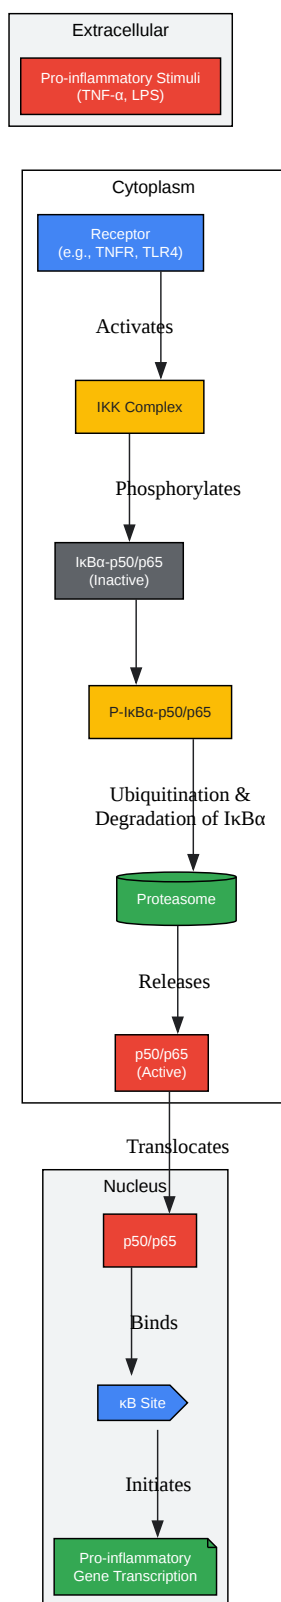 Extracellular
Pro-inflammatory Stimuli
(TNF-α, LPS)
Cytoplasm
Receptor
(e.g., TNFR, TLR4)
Activates
IKK Complex
Phosphorylates
IκBα-p50/p65
(Inactive)
P-IκBα-p50/p65
Ubiquitination &
Degradation of IκBα
Proteasome
Releases
p50/p65
(Active)
Translocates
Nucleus
p50/p65
Binds
κB Site
Initiates
Pro-inflammatory
Gene Transcription